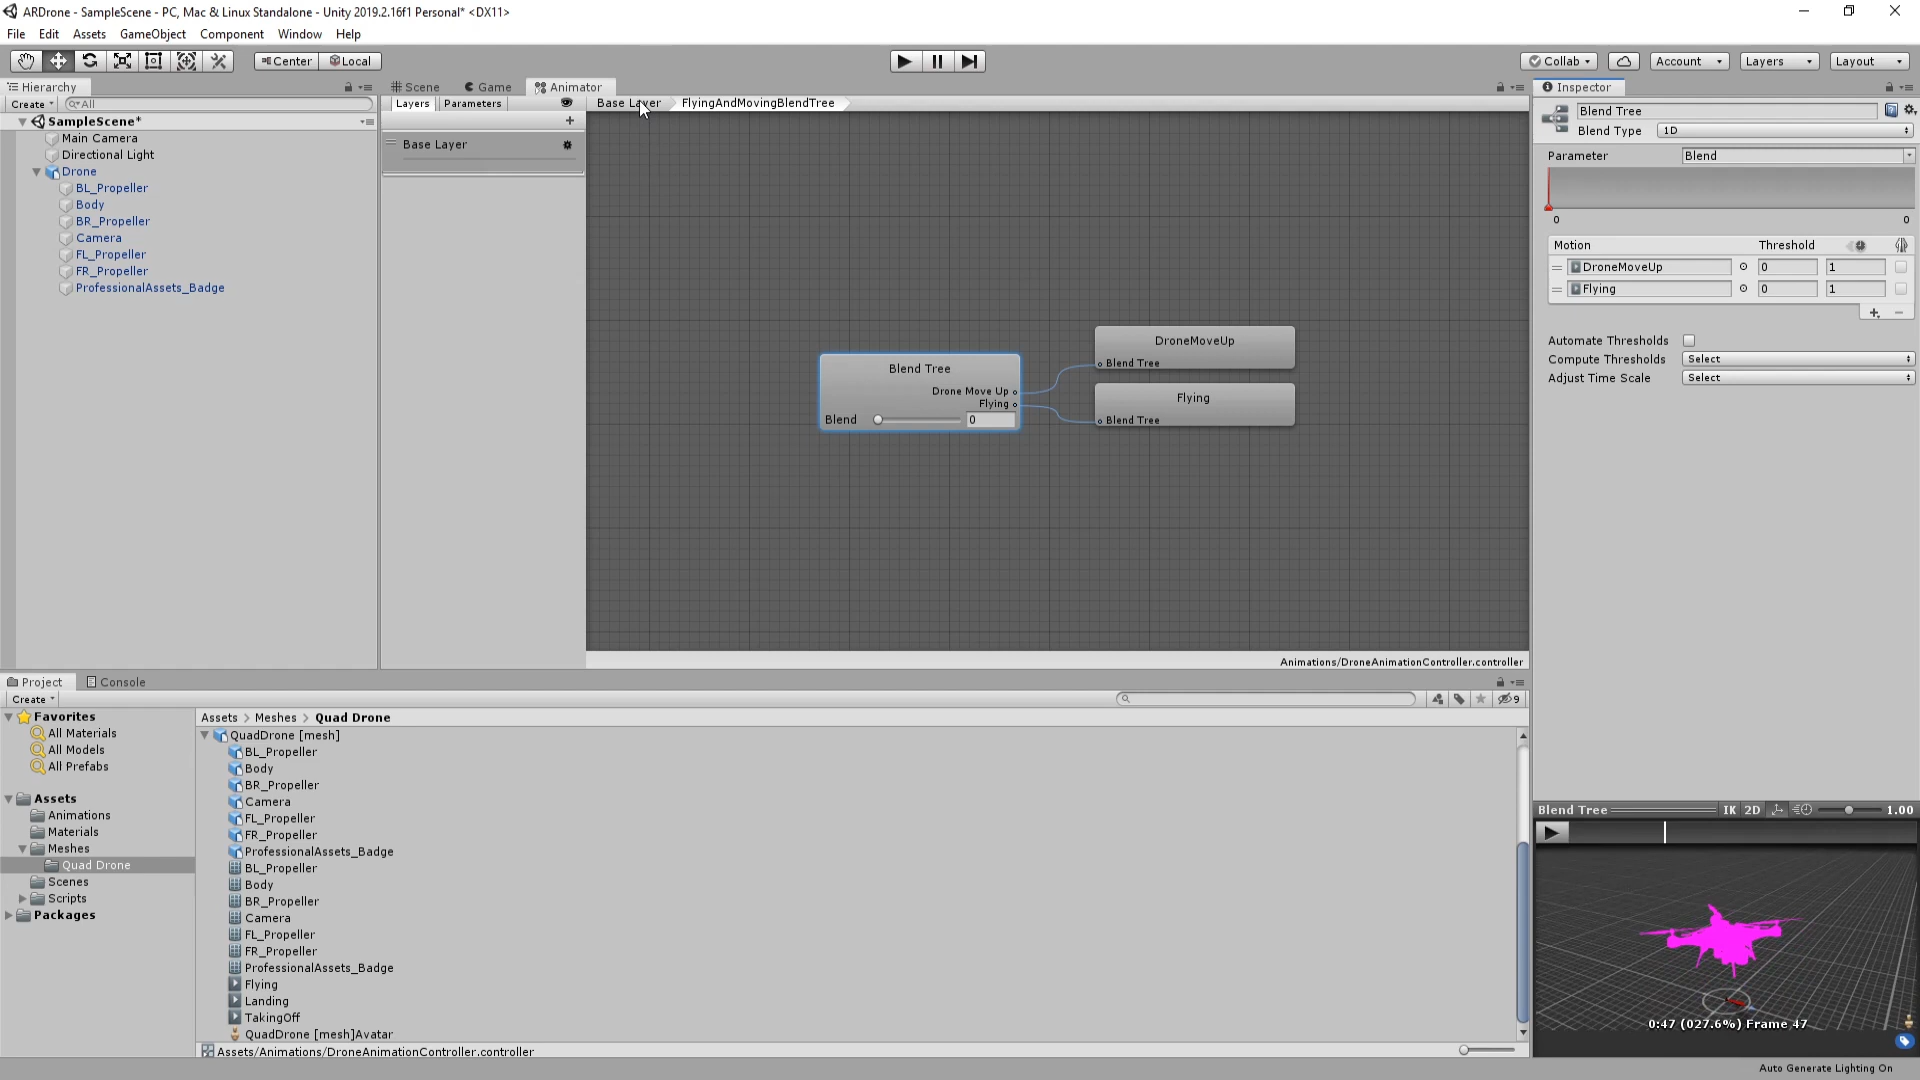 ARDrone - SampleScene - PC, Mac & Linux Standalone - Unity 2019.2.16f1 Personal* <DX11>
File Edit Assets GameObject Component Window Help
Center Local
Collab Account Layers Layout
Hierarchy
Create All
SampleScene*
Main Camera
Directional Light
Drone
BL_Propeller
Body
BR_Propeller
Camera
FL_Propeller
FR_Propeller
ProfessionalAssets_Badge
Scene Game Animator
Layers Parameters
Base Layer FlyingAndMovingBlendTree
Base Layer
Blend Tree
Drone Move Up
Flying
Blend 0
DroneMoveUp
Blend Tree
Flying
Blend Tree
Animations/DroneAnimationController.controller
Inspector
Blend Tree
Blend Type 1D
Parameter Blend
0 0
Motion Threshold
DroneMoveUp 0 1
Flying 0 1
Automate Thresholds
Compute Thresholds Select
Adjust Time Scale Select
Project Console
Create
9
Favorites
All Materials
All Models
All Prefabs
Assets
Animations
Materials
Meshes
Quad Drone
Scenes
Scripts
Packages
Assets > Meshes > Quad Drone
QuadDrone [mesh]
BL_Propeller
Body
BR_Propeller
Camera
FL_Propeller
FR_Propeller
ProfessionalAssets_Badge
BL_Propeller
Body
BR_Propeller
Camera
FL_Propeller
FR_Propeller
ProfessionalAssets_Badge
Flying
Landing
TakingOff
QuadDrone [mesh]Avatar
Assets/Animations/DroneAnimationController.controller
Blend Tree IK 2D 1.00
0:47 (027.6%) Frame 47
Auto Generate Lighting On